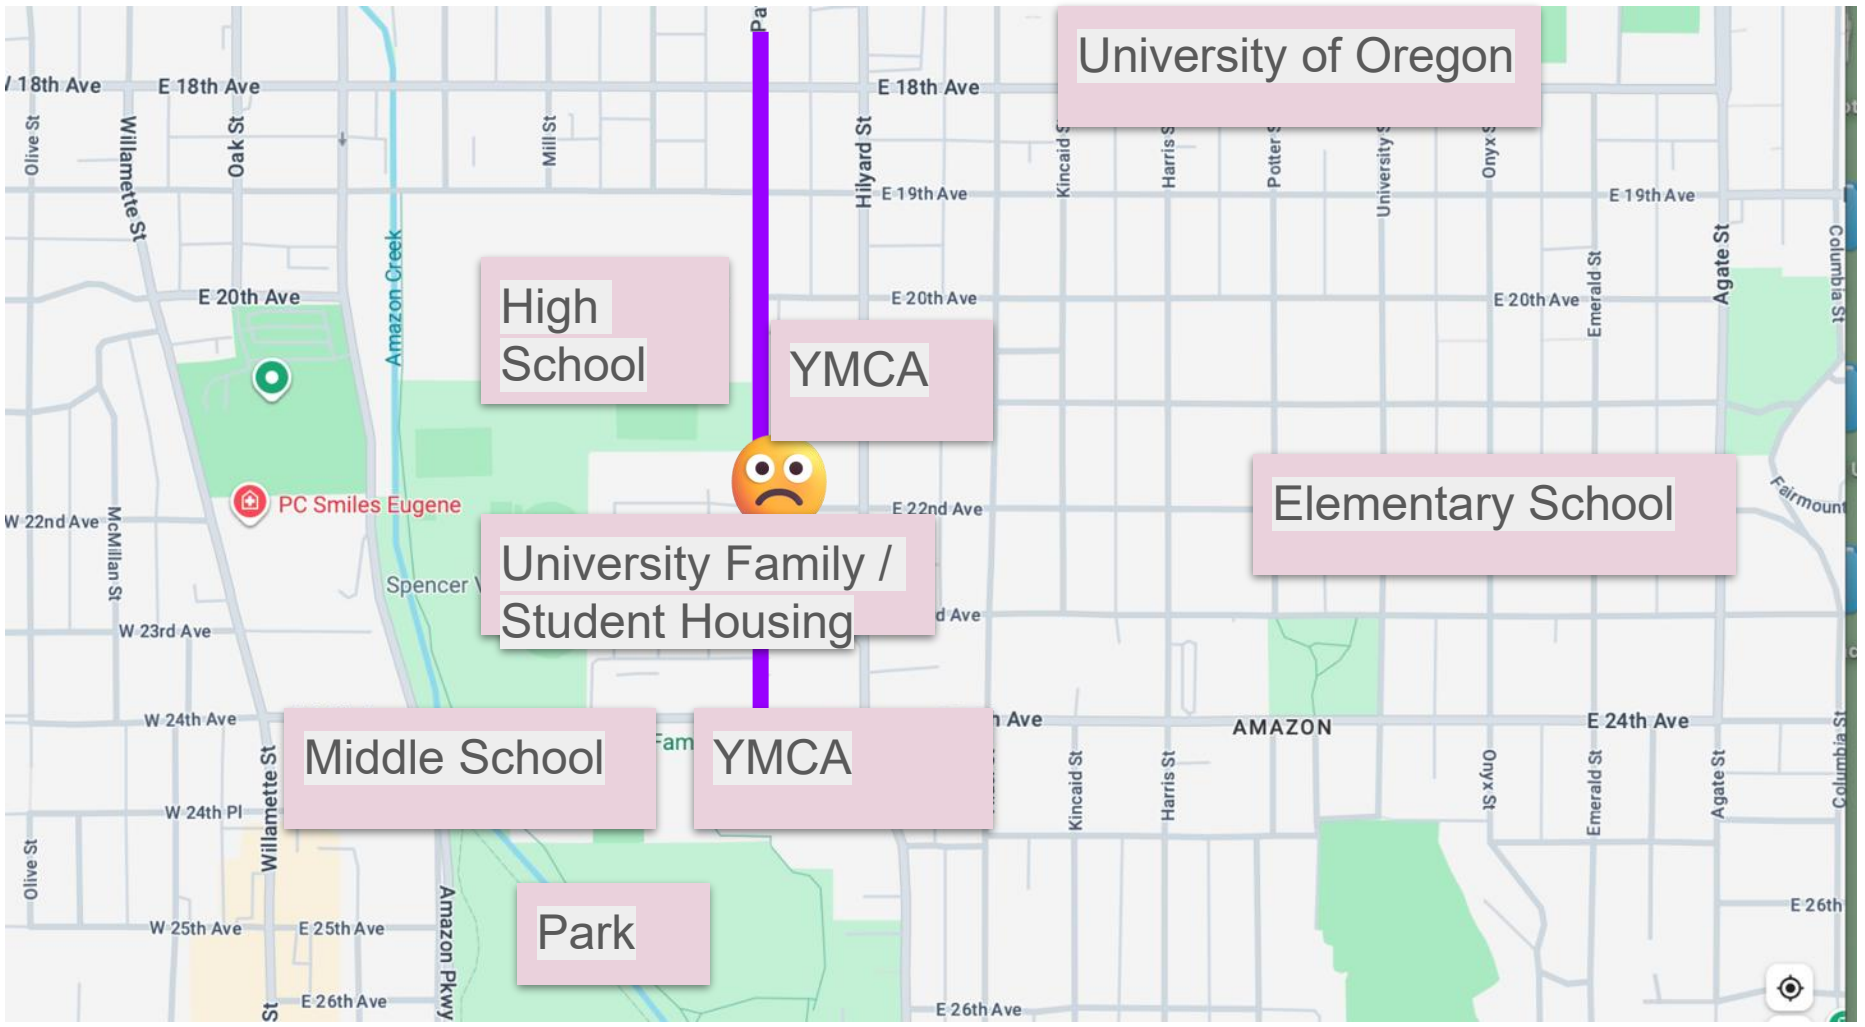 Pa
University of Oregon
18th Ave
E 18th Ave
E 18th Ave
Olive St
Willamette St
Oak St
Mill St
Hilyard St
Kincaid S
Harris S
Potter S
University S
Onyx S
E 19th Ave
E 19th Ave
Amazon Creek
Agate St
Columbia St
High
School
E 20th Ave
E 20th Ave
E 20th Ave
Emerald St
YMCA
PC Smiles Eugene
W 22nd Ave
McMillan St
E 22nd Ave
Elementary School
Fairmount
University Family /
Student Housing
Spencer
W 23rd Ave
d Ave
W 24th Ave
h Ave
AMAZON
E 24th Ave
Middle School
Fam
YMCA
Willamette St
Kincaid St
Harris St
Onyx St
Emerald St
Agate St
Columbia St
W 24th Pl
Olive St
Park
Amazon Pkwy
W 25th Ave
E 25th Ave
E 26th
St
E 26th Ave
E 26th Ave